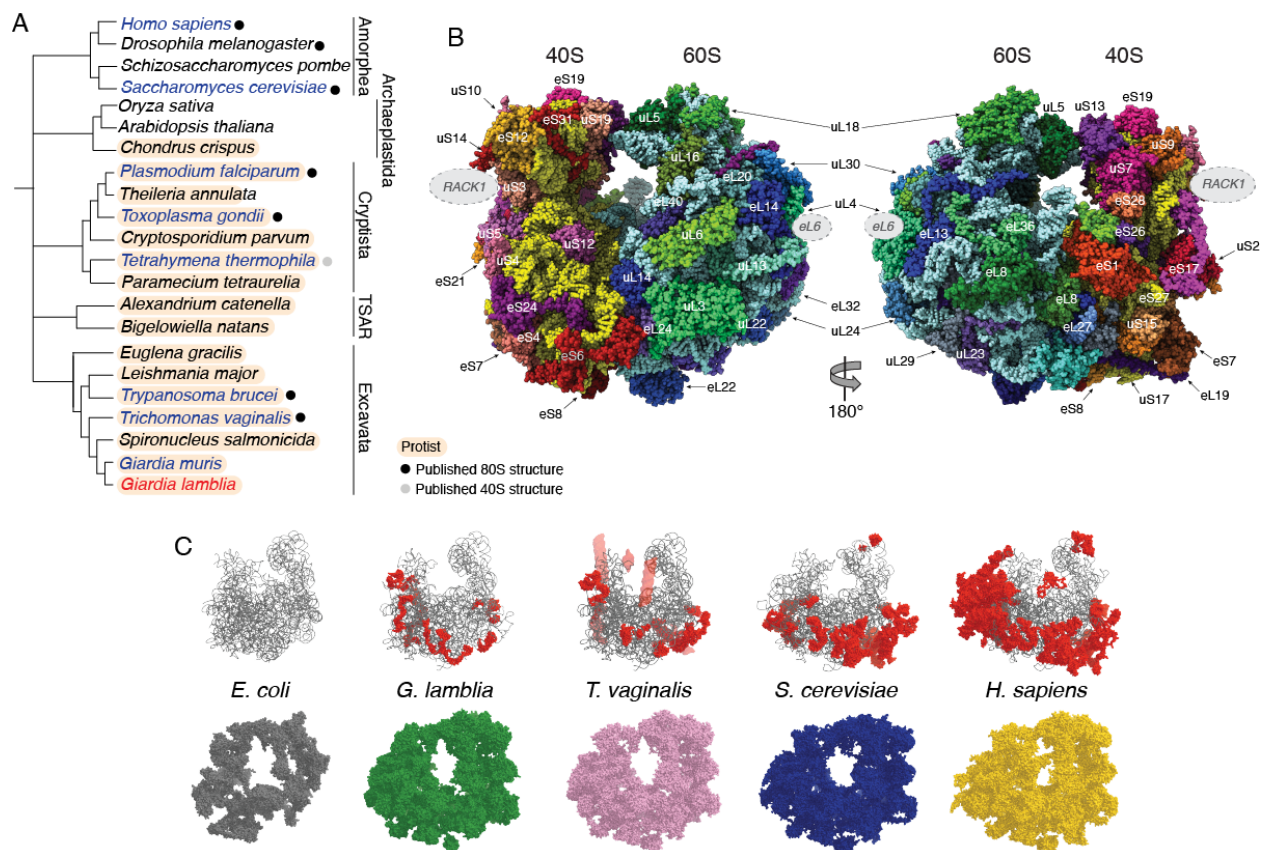 A
Homo sapiens
Drosophila melanogaster
Schizosaccharomyces pombe
Saccharomyces cerevisiae
Oryza sativa
Arabidopsis thaliana
Chondrus crispus
Plasmodium falciparum
Theileria annulata
Toxoplasma gondii
Cryptosporidium parvum
Tetrahymena thermophila
Paramecium tetraurelia
Alexandrium catenella
Bigelowiella natans
Euglena gracilis
Leishmania major
Trypanosoma brucei
Trichomonas vaginalis
Spironucleus salmonicida
Giardia muris
Giardia lamblia
Amorphea
Archaeplastida
Cryptista
TSAR
Excavata
Protist
Published 80S structure
Published 40S structure
B
40S
60S
eS19
uS10
eS31
uS19
uL5
eS12
uS14
uL16
uS3
RACK1
eL20
eL40
eL14
uS5
uS12
uL6
eL6
uS4
uL13
eS21
uL14
eS24
uL3
eL32
eL24
uL22
eS4
eS6
eS7
eS8
eL22
uL18
uL30
uL4
uL24
60S
40S
eS19
uL5
uS13
uS9
uS7
RACK1
eS28
eL6
eL13
eL36
eS26
uS2
eS1
eS17
eL8
eL8
eS27
eL27
uS15
uL29
uL23
eS7
eS8
uS17
eL19
180°
C
E. coli
G. lamblia
T. vaginalis
S. cerevisiae
H. sapiens